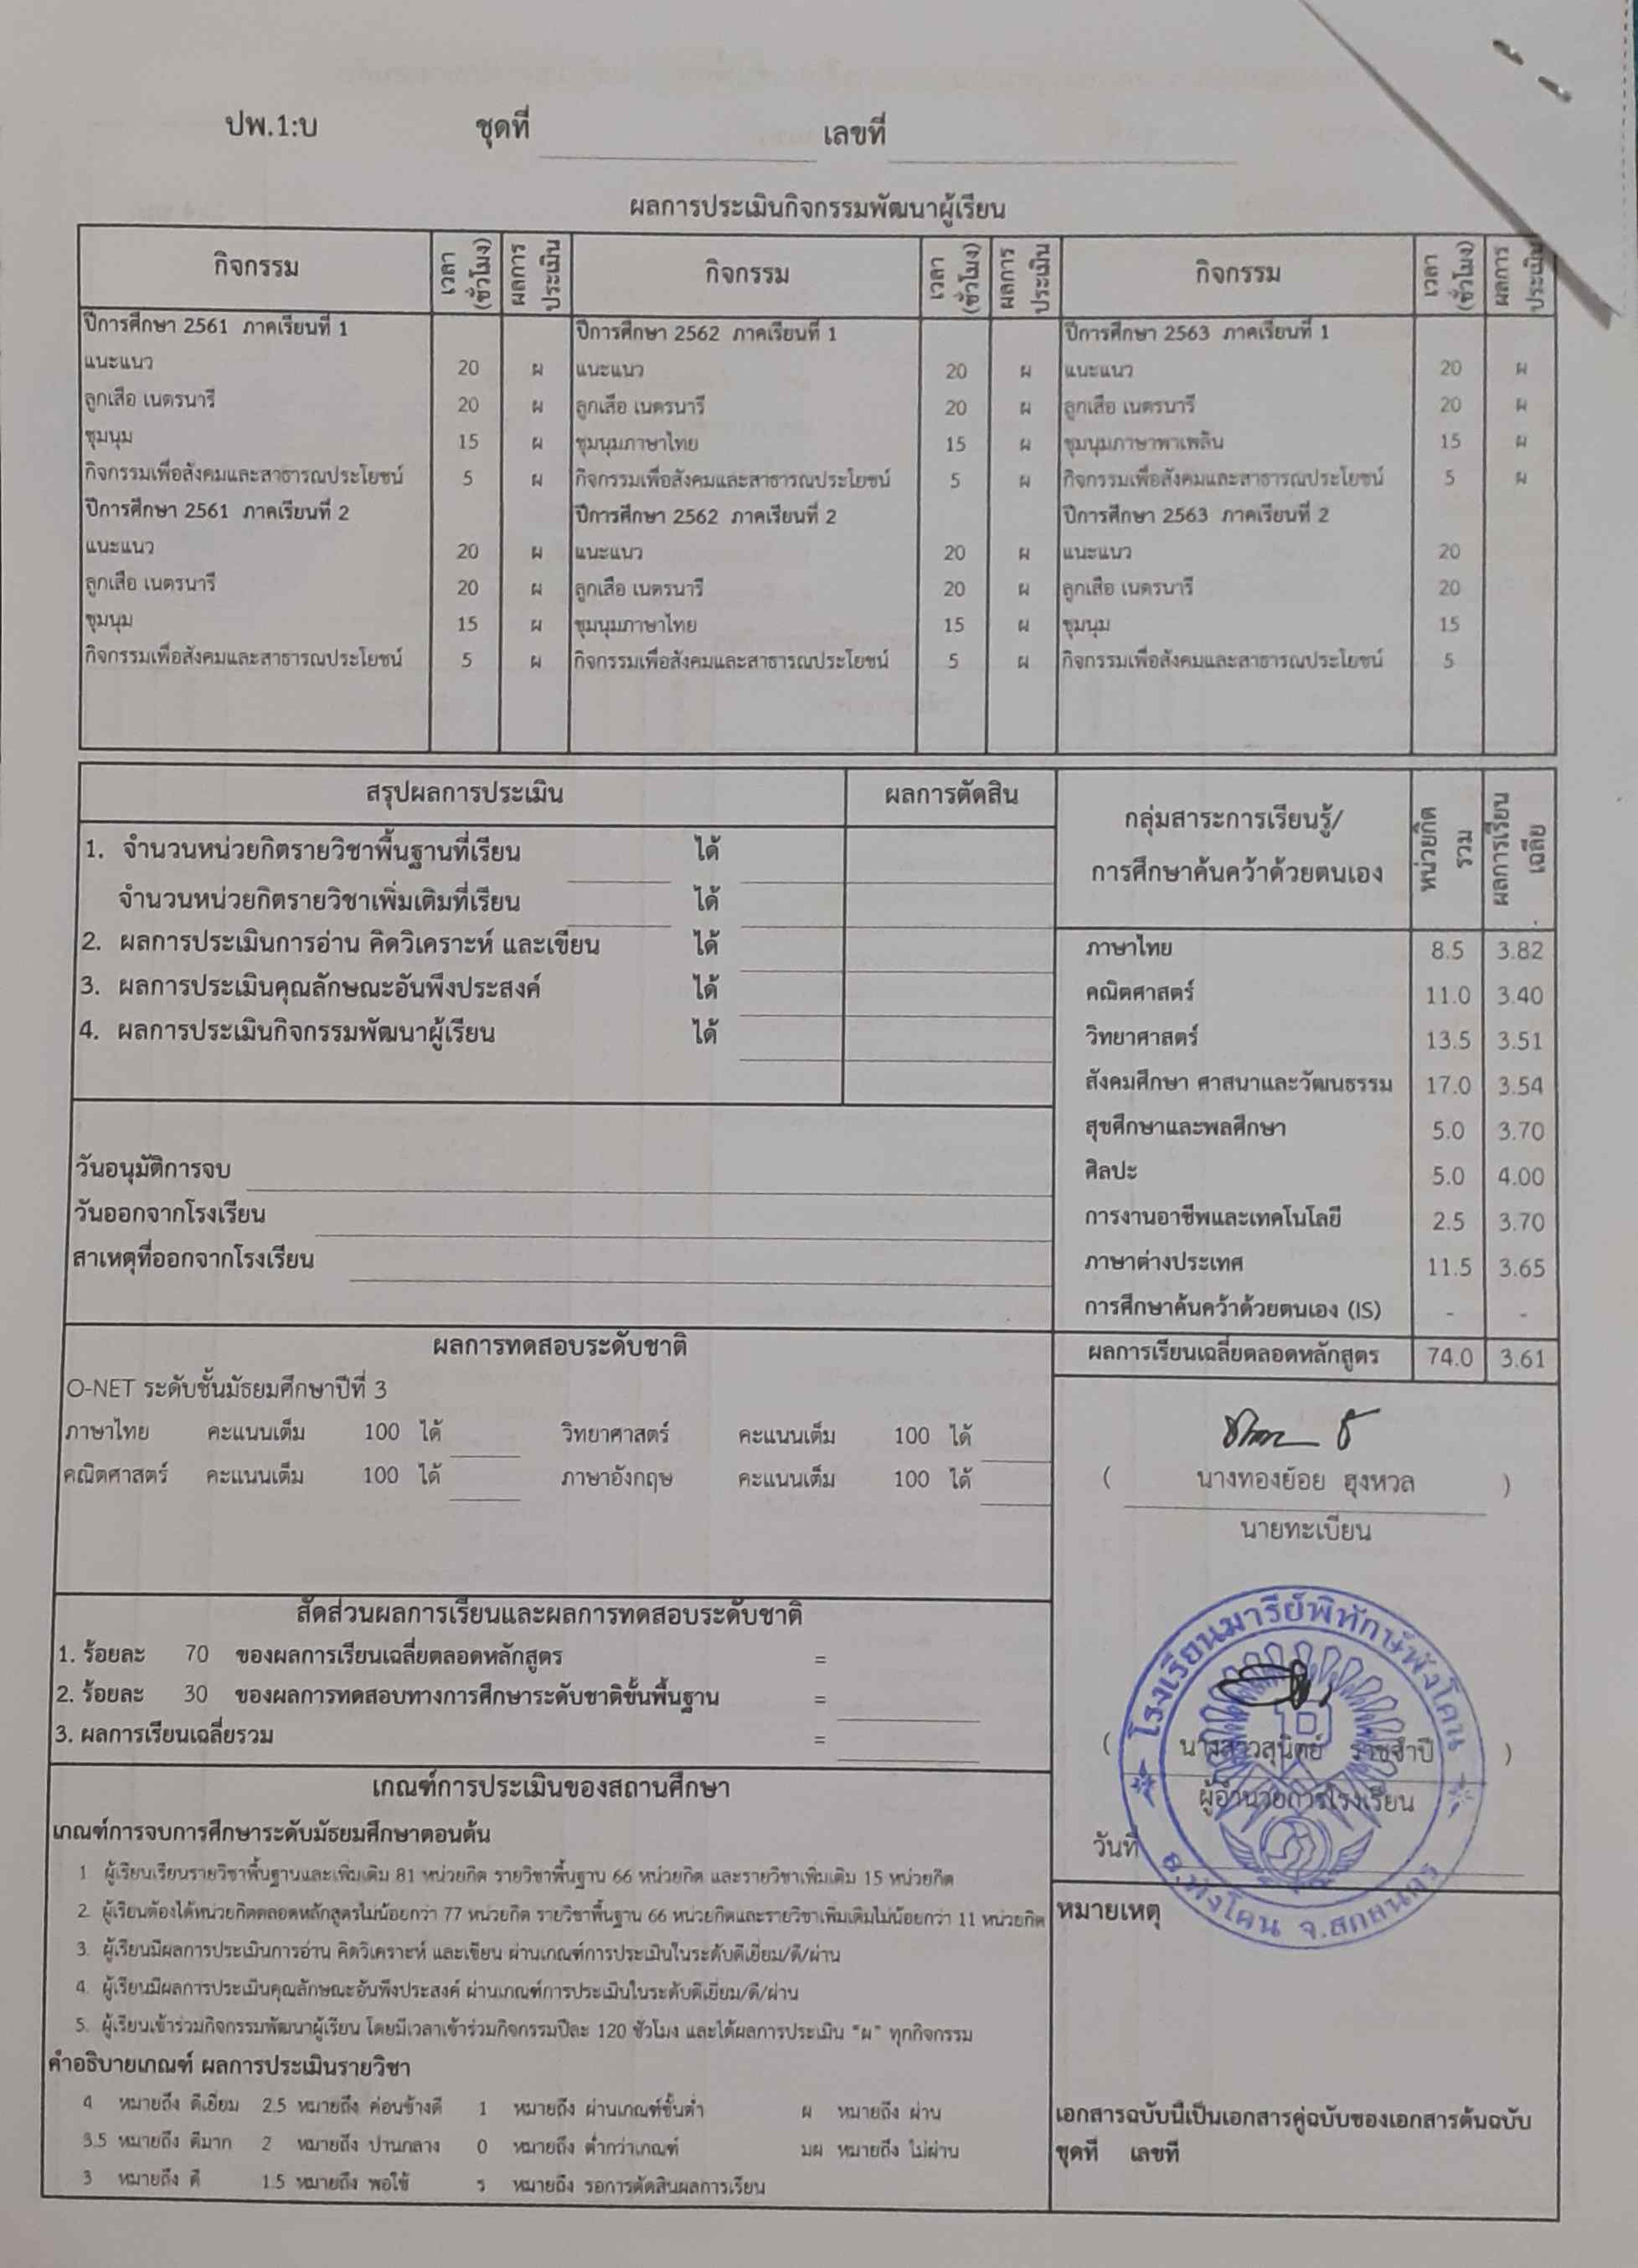 ปพ.1:บ ชุดที่ เลขที่
ผลการประเมินกิจกรรมพัฒนาผู้เรียน
กิจกรรม เวลา (ชั่วโมง) ผลการ ประเมิน กิจกรรม เวลา (ชั่วโมง) ผลการ ประเมิน กิจกรรม เวลา (ชั่วโมง) ผลการ ประเมิน
ปีการศึกษา 2561 ภาคเรียนที่ 1 ปีการศึกษา 2562 ภาคเรียนที่ 1 ปีการศึกษา 2563 ภาคเรียนที่ 1
แนะแนว 20 ผ แนะแนว 20 ผ แนะแนว 20 ผ
ลูกเสือ เนตรนารี 20 ผ ลูกเสือ เนตรนารี 20 ผ ลูกเสือ เนตรนารี 20 ผ
ชุมนุม 15 ผ ชุมนุมภาษาไทย 15 ผ ชุมนุมภาษาพาเพลิน 15 ผ
กิจกรรมเพื่อสังคมและสาธารณประโยชน์ 5 ผ กิจกรรมเพื่อสังคมและสาธารณประโยชน์ 5 ผ กิจกรรมเพื่อสังคมและสาธารณประโยชน์ 5 ผ
ปีการศึกษา 2561 ภาคเรียนที่ 2 ปีการศึกษา 2562 ภาคเรียนที่ 2 ปีการศึกษา 2563 ภาคเรียนที่ 2
แนะแนว 20 ผ แนะแนว 20 ผ แนะแนว 20
ลูกเสือ เนตรนารี 20 ผ ลูกเสือ เนตรนารี 20 ผ ลูกเสือ เนตรนารี 20
ชุมนุม 15 ผ ชุมนุมภาษาไทย 15 ผ ชุมนุม 15
กิจกรรมเพื่อสังคมและสาธารณประโยชน์ 5 ผ กิจกรรมเพื่อสังคมและสาธารณประโยชน์ 5 ผ กิจกรรมเพื่อสังคมและสาธารณประโยชน์ 5
สรุปผลการประเมิน ผลการตัดสิน
1. จำนวนหน่วยกิตรายวิชาพื้นฐานที่เรียน ได้
จำนวนหน่วยกิตรายวิชาเพิ่มเติมที่เรียน ได้
2. ผลการประเมินการอ่าน คิดวิเคราะห์ และเขียน ได้
3. ผลการประเมินคุณลักษณะอันพึงประสงค์ ได้
4. ผลการประเมินกิจกรรมพัฒนาผู้เรียน ได้
วันอนุมัติการจบ
วันออกจากโรงเรียน
สาเหตุที่ออกจากโรงเรียน
กลุ่มสาระการเรียนรู้/
การศึกษาค้นคว้าด้วยตนเอง
หน่วยกิต รวม
ผลการเรียน เฉลี่ย
ภาษาไทย 8.5 3.82
คณิตศาสตร์ 11.0 3.40
วิทยาศาสตร์ 13.5 3.51
สังคมศึกษา ศาสนาและวัฒนธรรม 17.0 3.54
สุขศึกษาและพลศึกษา 5.0 3.70
ศิลปะ 5.0 4.00
การงานอาชีพและเทคโนโลยี 2.5 3.70
ภาษาต่างประเทศ 11.5 3.65
การศึกษาค้นคว้าด้วยตนเอง (IS) - -
ผลการเรียนเฉลี่ยตลอดหลักสูตร 74.0 3.61
ผลการทดสอบระดับชาติ
O-NET ระดับชั้นมัธยมศึกษาปีที่ 3
ภาษาไทย คะแนนเต็ม 100 ได้ วิทยาศาสตร์ คะแนนเต็ม 100 ได้
คณิตศาสตร์ คะแนนเต็ม 100 ได้ ภาษาอังกฤษ คะแนนเต็ม 100 ได้
( นางทองย้อย ฮุงหวล )
นายทะเบียน
สัดส่วนผลการเรียนและผลการทดสอบระดับชาติ
1. ร้อยละ 70 ของผลการเรียนเฉลี่ยตลอดหลักสูตร =
2. ร้อยละ 30 ของผลการทดสอบทางการศึกษาระดับชาติขั้นพื้นฐาน =
3. ผลการเรียนเฉลี่ยรวม =
โรงเรียนมารีย์พิทักษ์พังโคน
( นางสาวสุนิตย์ ราชชำปี )
ผู้อำนวยการโรงเรียน
วันที่
อ.พังโคน จ.สกลนคร
เกณฑ์การประเมินของสถานศึกษา
เกณฑ์การจบการศึกษาระดับมัธยมศึกษาตอนต้น
1 ผู้เรียนเรียนรายวิชาพื้นฐานและเพิ่มเติม 81 หน่วยกิต รายวิชาพื้นฐาน 66 หน่วยกิต และรายวิชาเพิ่มเติม 15 หน่วยกิต
2. ผู้เรียนต้องได้หน่วยกิตตลอดหลักสูตรไม่น้อยกว่า 77 หน่วยกิต รายวิชาพื้นฐาน 66 หน่วยกิตและรายวิชาเพิ่มเติมไม่น้อยกว่า 11 หน่วยกิต
3. ผู้เรียนมีผลการประเมินการอ่าน คิดวิเคราะห์ และเขียน ผ่านเกณฑ์การประเมินในระดับดีเยี่ยม/ดี/ผ่าน
4. ผู้เรียนมีผลการประเมินคุณลักษณะอันพึงประสงค์ ผ่านเกณฑ์การประเมินในระดับดีเยี่ยม/ดี/ผ่าน
5. ผู้เรียนเข้าร่วมกิจกรรมพัฒนาผู้เรียน โดยมีเวลาเข้าร่วมกิจกรรมปีละ 120 ชั่วโมง และได้ผลการประเมิน "ผ" ทุกกิจกรรม
คำอธิบายเกณฑ์ ผลการประเมินรายวิชา
4 หมายถึง ดีเยี่ยม 2.5 หมายถึง ค่อนข้างดี 1 หมายถึง ผ่านเกณฑ์ขั้นต่ำ ผ หมายถึง ผ่าน
3.5 หมายถึง ดีมาก 2 หมายถึง ปานกลาง 0 หมายถึง ต่ำกว่าเกณฑ์ มผ หมายถึง ไม่ผ่าน
3 หมายถึง ดี 1.5 หมายถึง พอใช้ ร หมายถึง รอการตัดสินผลการเรียน
หมายเหตุ
เอกสารฉบับนี้เป็นเอกสารคู่ฉบับของเอกสารต้นฉบับ
ชุดที่ เลขที่